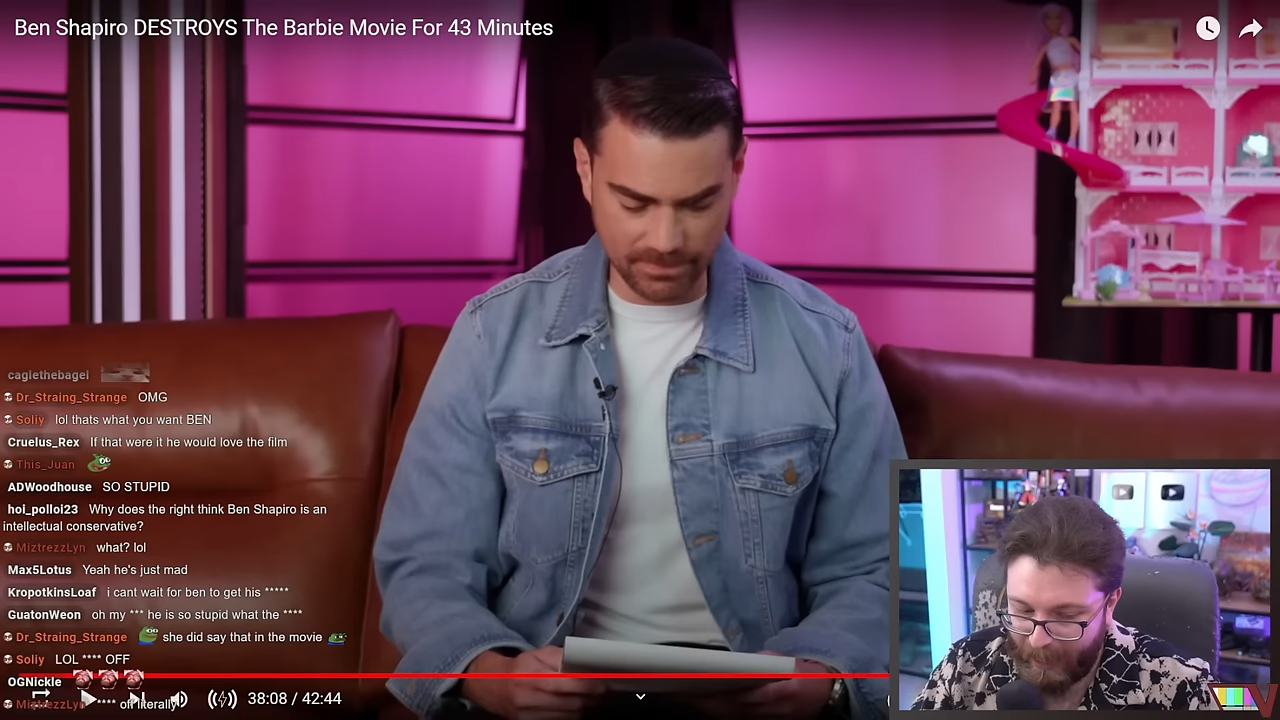 Ben Shapiro DESTROYS The Barbie Movie For 43 Minutes
cagiethebagel
Dr_Straing_Strange OMG
Soliy lol thats what you want BEN
Cruelus_Rex If that were it he would love the film
This_Juan
ADWoodhouse SO STUPID
hoi_polloi23 Why does the right think Ben Shapiro is an
intellectual conservative?
MiztrezzLyn what? lol
Max5Lotus Yeah he's just mad
KropotkinsLoaf i cant wait for ben to get his *****
GuatonWeon oh my *** he is so stupid what the ****
Dr_Straing_Strange she did say that in the movie
Soliy LOL **** OFF
OGNickle
MiztrezzLyn **** off literally
38:08 / 42:44